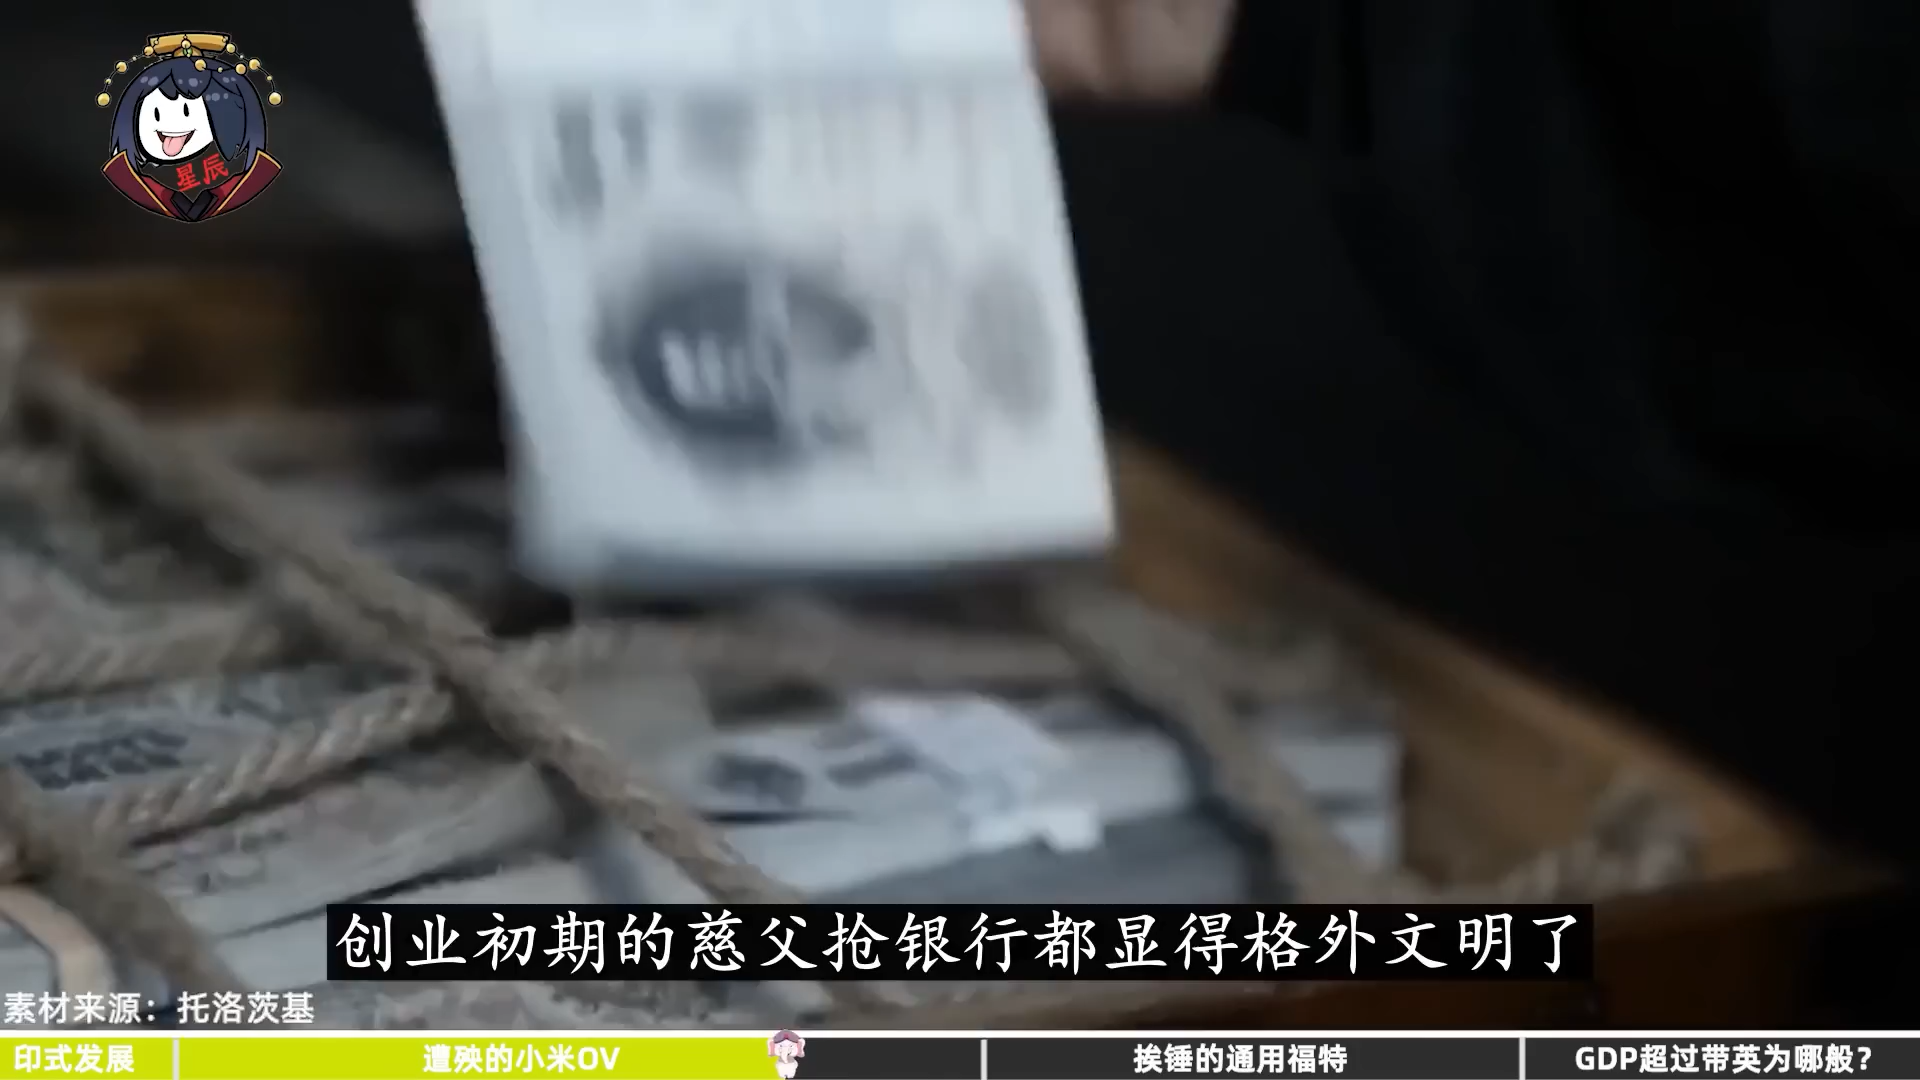 星辰
创业初期的慈父抢银行都显得格外文明了
素材来源：托洛茨基
印式发展
遭殃的小米OV
挨锤的通用福特
GDP超过带英为哪般？